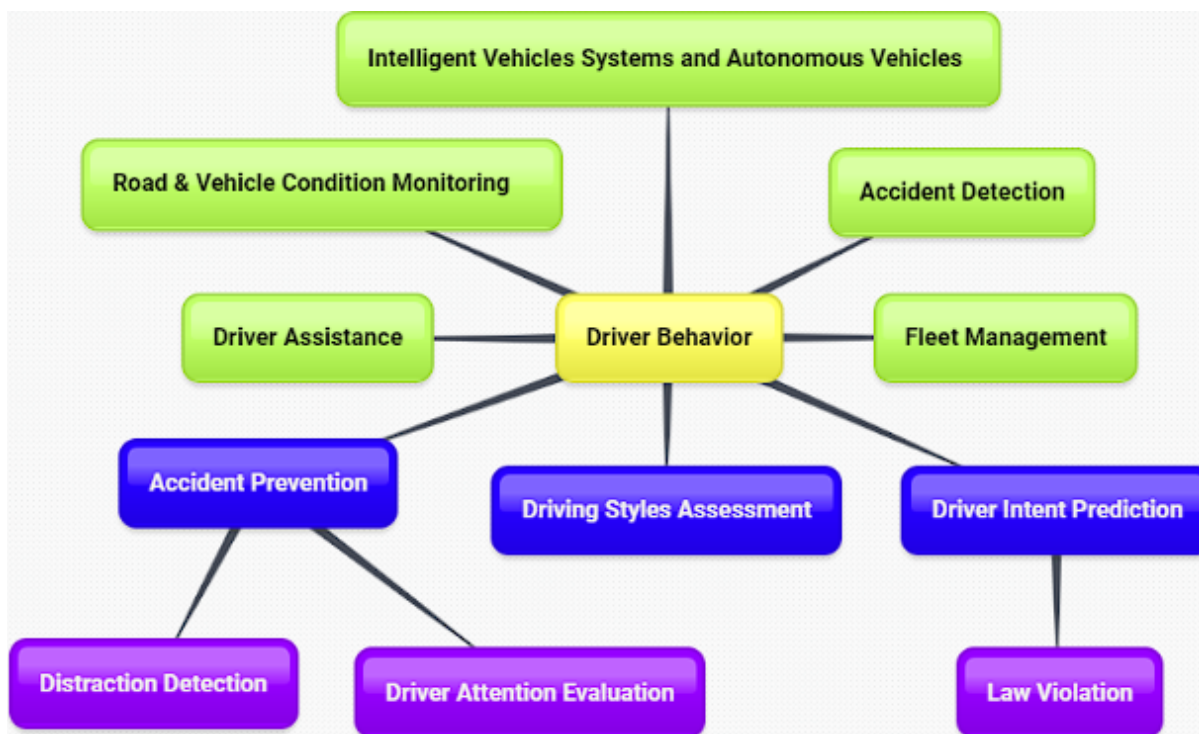 Intelligent Vehicles Systems and Autonomous Vehicles
Road & Vehicle Condition Monitoring
Accident Detection
Driver Assistance
Driver Behavior
Fleet Management
Accident Prevention
Driving Styles Assessment
Driver Intent Prediction
Distraction Detection
Driver Attention Evaluation
Law Violation